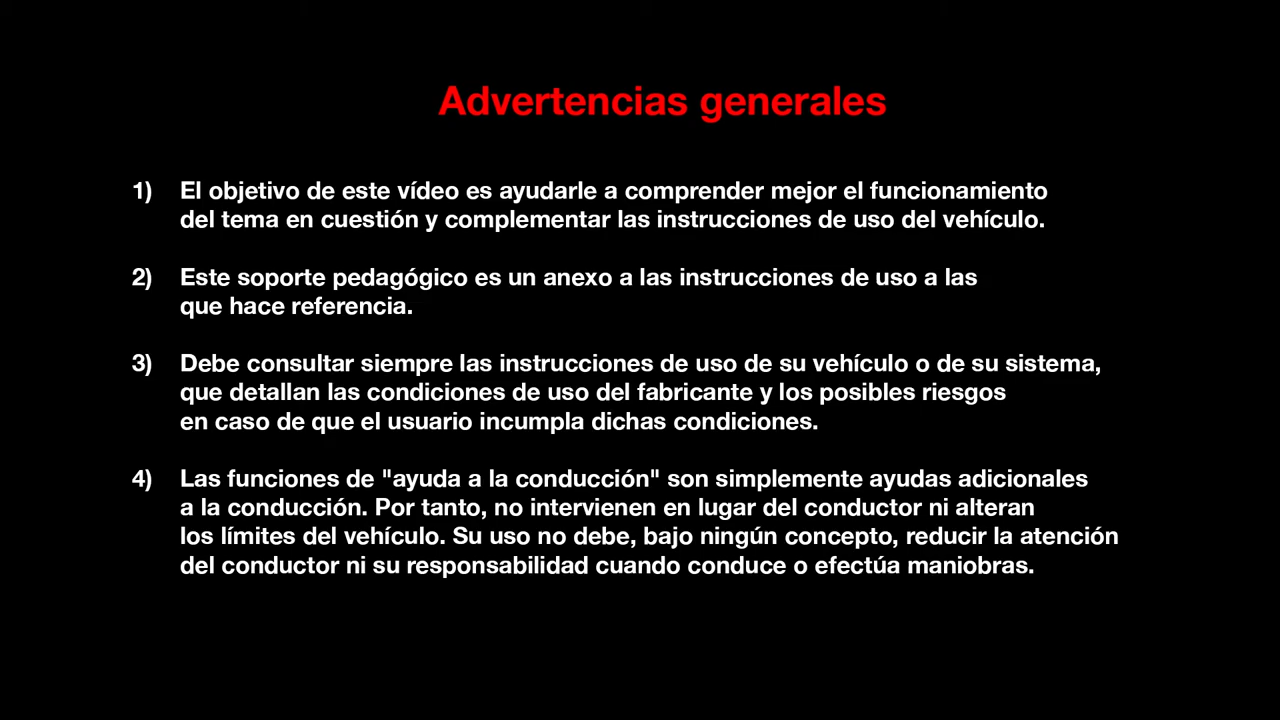 Advertencias generales
1) El objetivo de este vídeo es ayudarle a comprender mejor el funcionamiento
del tema en cuestión y complementar las instrucciones de uso del vehículo.
2) Este soporte pedagógico es un anexo a las instrucciones de uso a las
que hace referencia.
3) Debe consultar siempre las instrucciones de uso de su vehículo o de su sistema,
que detallan las condiciones de uso del fabricante y los posibles riesgos
en caso de que el usuario incumpla dichas condiciones.
4) Las funciones de "ayuda a la conducción" son simplemente ayudas adicionales
a la conducción. Por tanto, no intervienen en lugar del conductor ni alteran
los límites del vehículo. Su uso no debe, bajo ningún concepto, reducir la atención
del conductor ni su responsabilidad cuando conduce o efectúa maniobras.